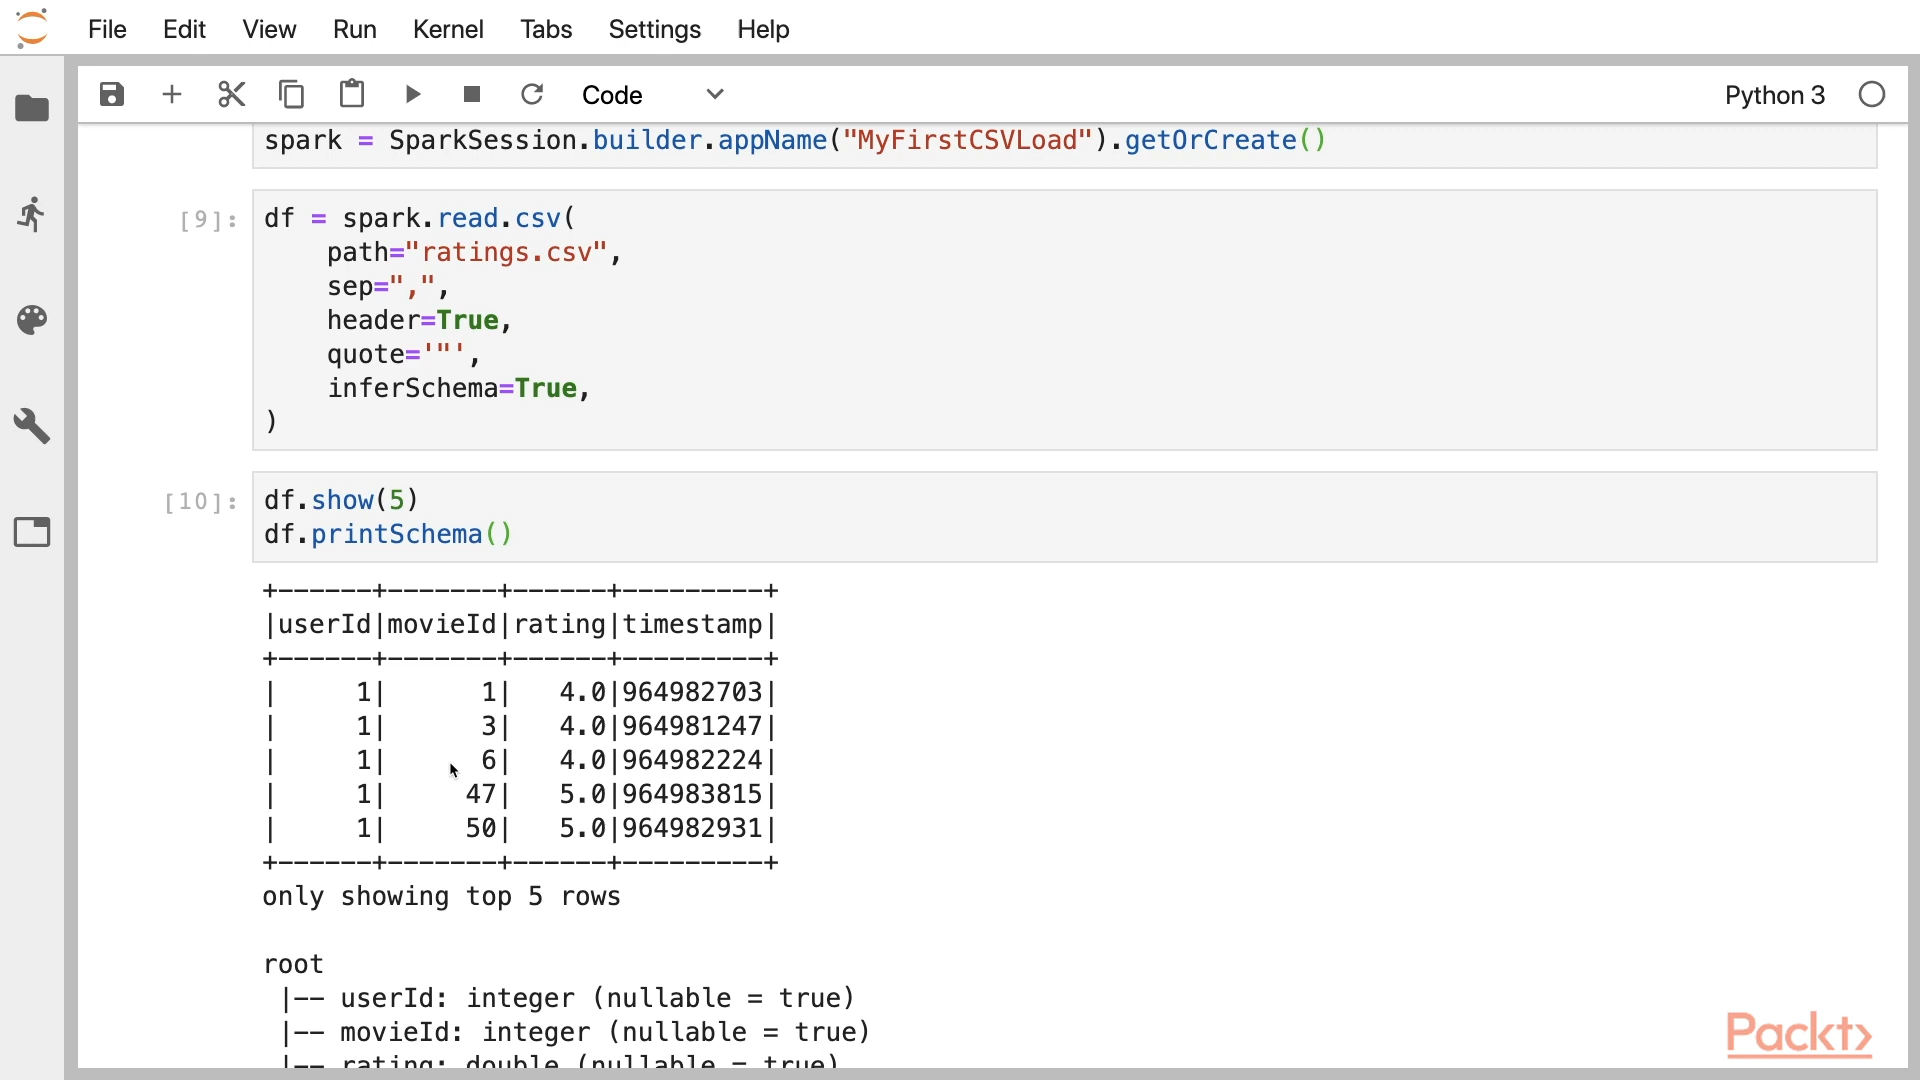 File Edit View Run Kernel Tabs Settings Help
Code Python 3
spark = SparkSession.builder.appName("MyFirstCSVLoad").getOrCreate()
[9]: df = spark.read.csv(
    path="ratings.csv",
    sep=",",
    header=True,
    quote='"',
    inferSchema=True,
)
[10]: df.show(5)
df.printSchema()
+------+-------+------+---------+
|userId|movieId|rating|timestamp|
+------+-------+------+---------+
|     1|      1|   4.0|964982703|
|     1|      3|   4.0|964981247|
|     1|      6|   4.0|964982224|
|     1|     47|   5.0|964983815|
|     1|     50|   5.0|964982931|
+------+-------+------+---------+
only showing top 5 rows
root
 |-- userId: integer (nullable = true)
 |-- movieId: integer (nullable = true)
 |-- rating: double (nullable = true)
Packt>